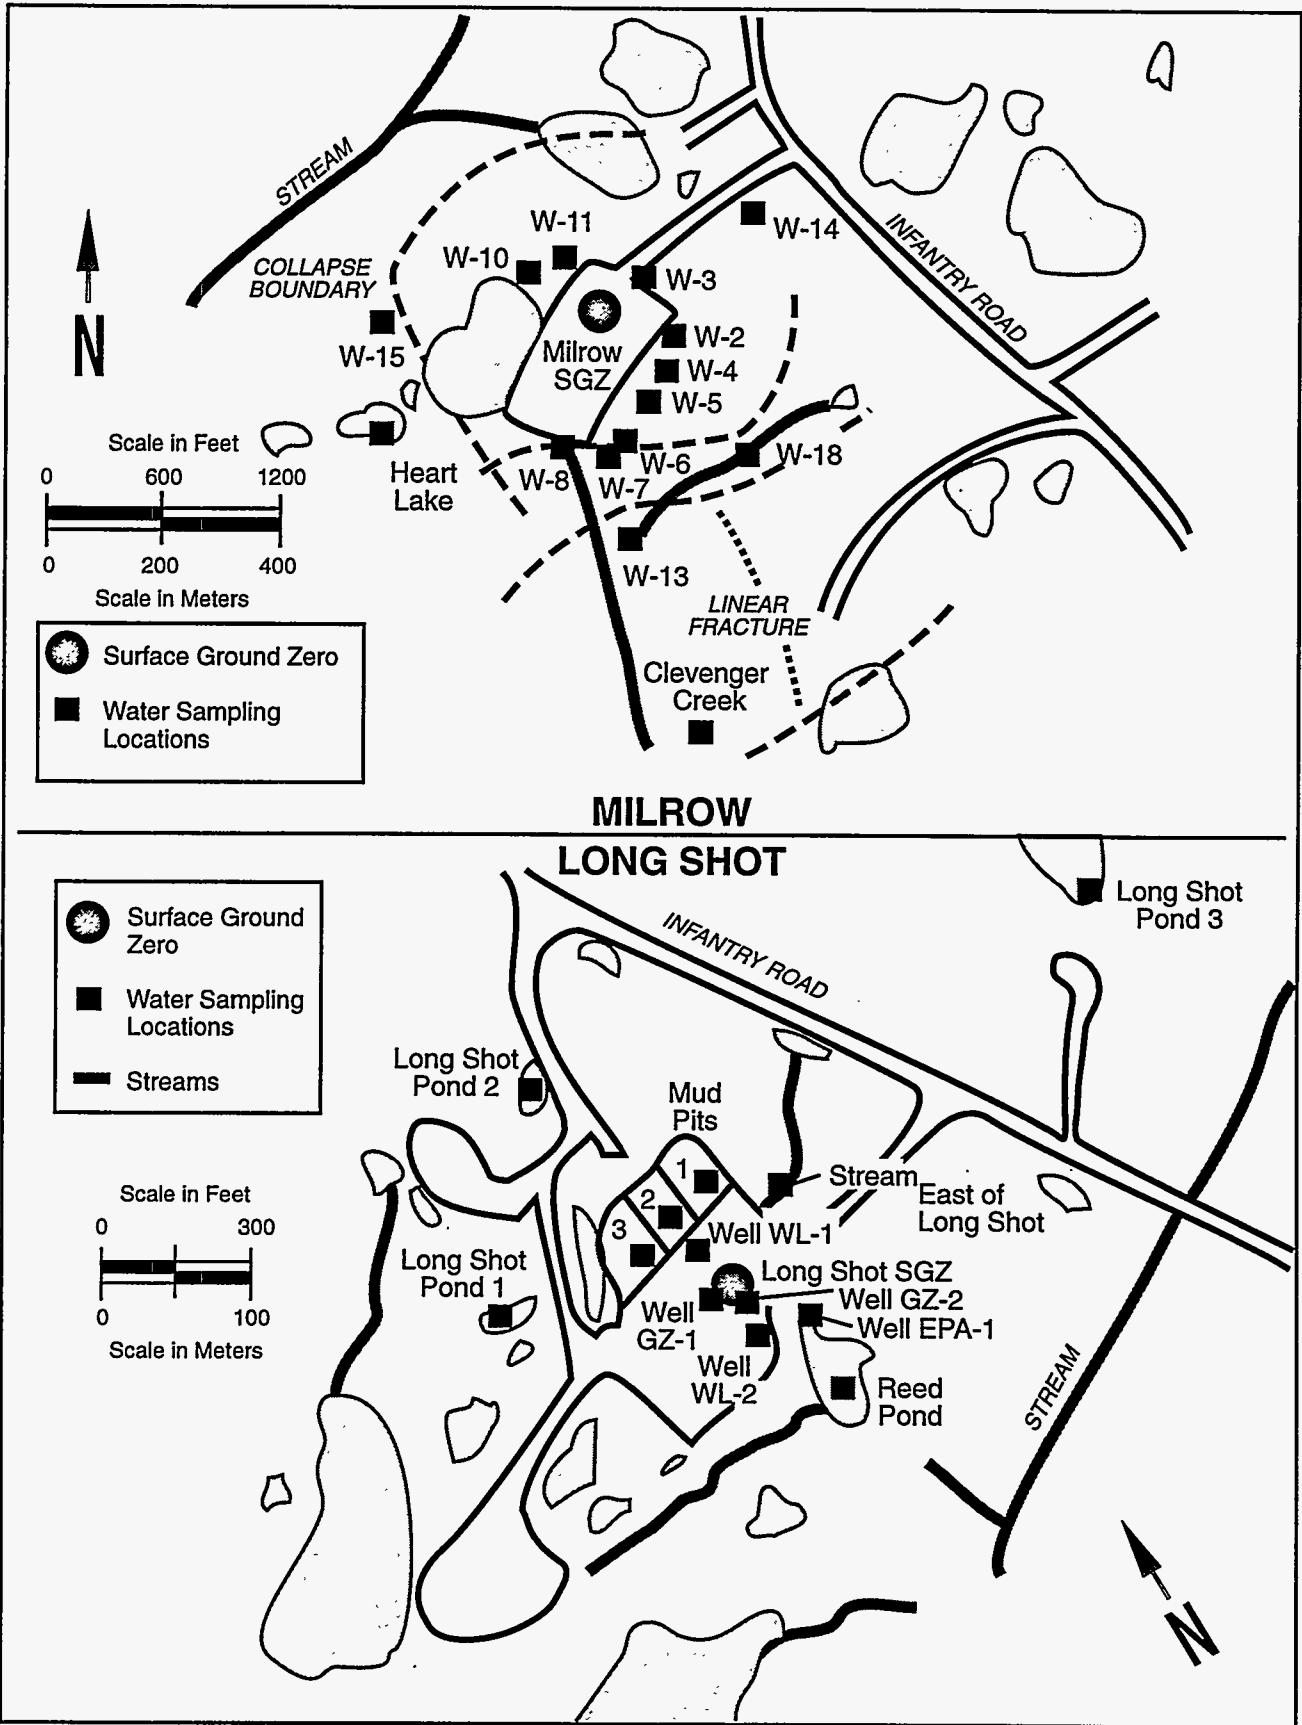 STREAM
W-11
W-14
INFANTRY ROAD
W-10
COLLAPSE
BOUNDARY
W-3
N
W-15
Milrow
SGZ
W-2
W-4
W-5
Scale in Feet
0 600 1200
0 200 400
Scale in Meters
Heart
Lake
W-8
W-7
W-6
W-18
W-13
LINEAR
FRACTURE
Surface Ground Zero
Water Sampling
Locations
Clevenger
Creek
MILROW
LONG SHOT
Surface Ground
Zero
Water Sampling
Locations
Streams
INFANTRY ROAD
Long Shot
Pond 3
Long Shot
Pond 2
Mud
Pits
1
2
3
Stream
East of
Long Shot
Well WL-1
Scale in Feet
0 300
0 100
Scale in Meters
Long Shot
Pond 1
Long Shot SGZ
Well GZ-2
Well EPA-1
Well
GZ-1
Well
WL-2
Reed
Pond
STREAM
N